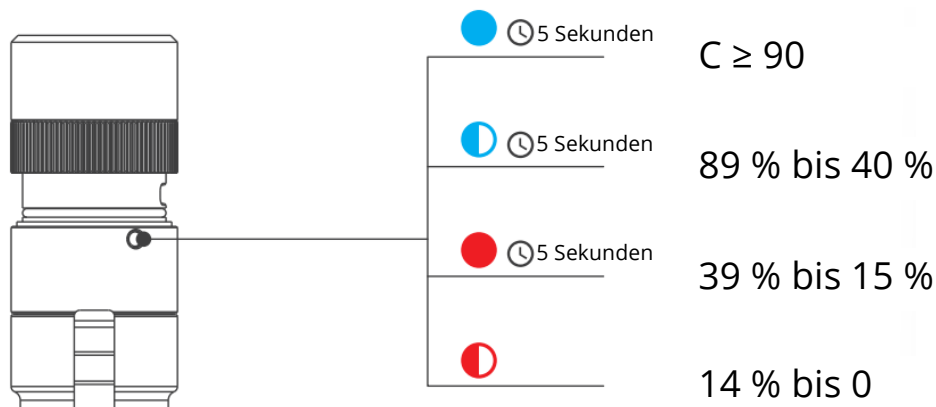 5 Sekunden
C ≥ 90
5 Sekunden
89 % bis 40 %
5 Sekunden
39 % bis 15 %
14 % bis 0